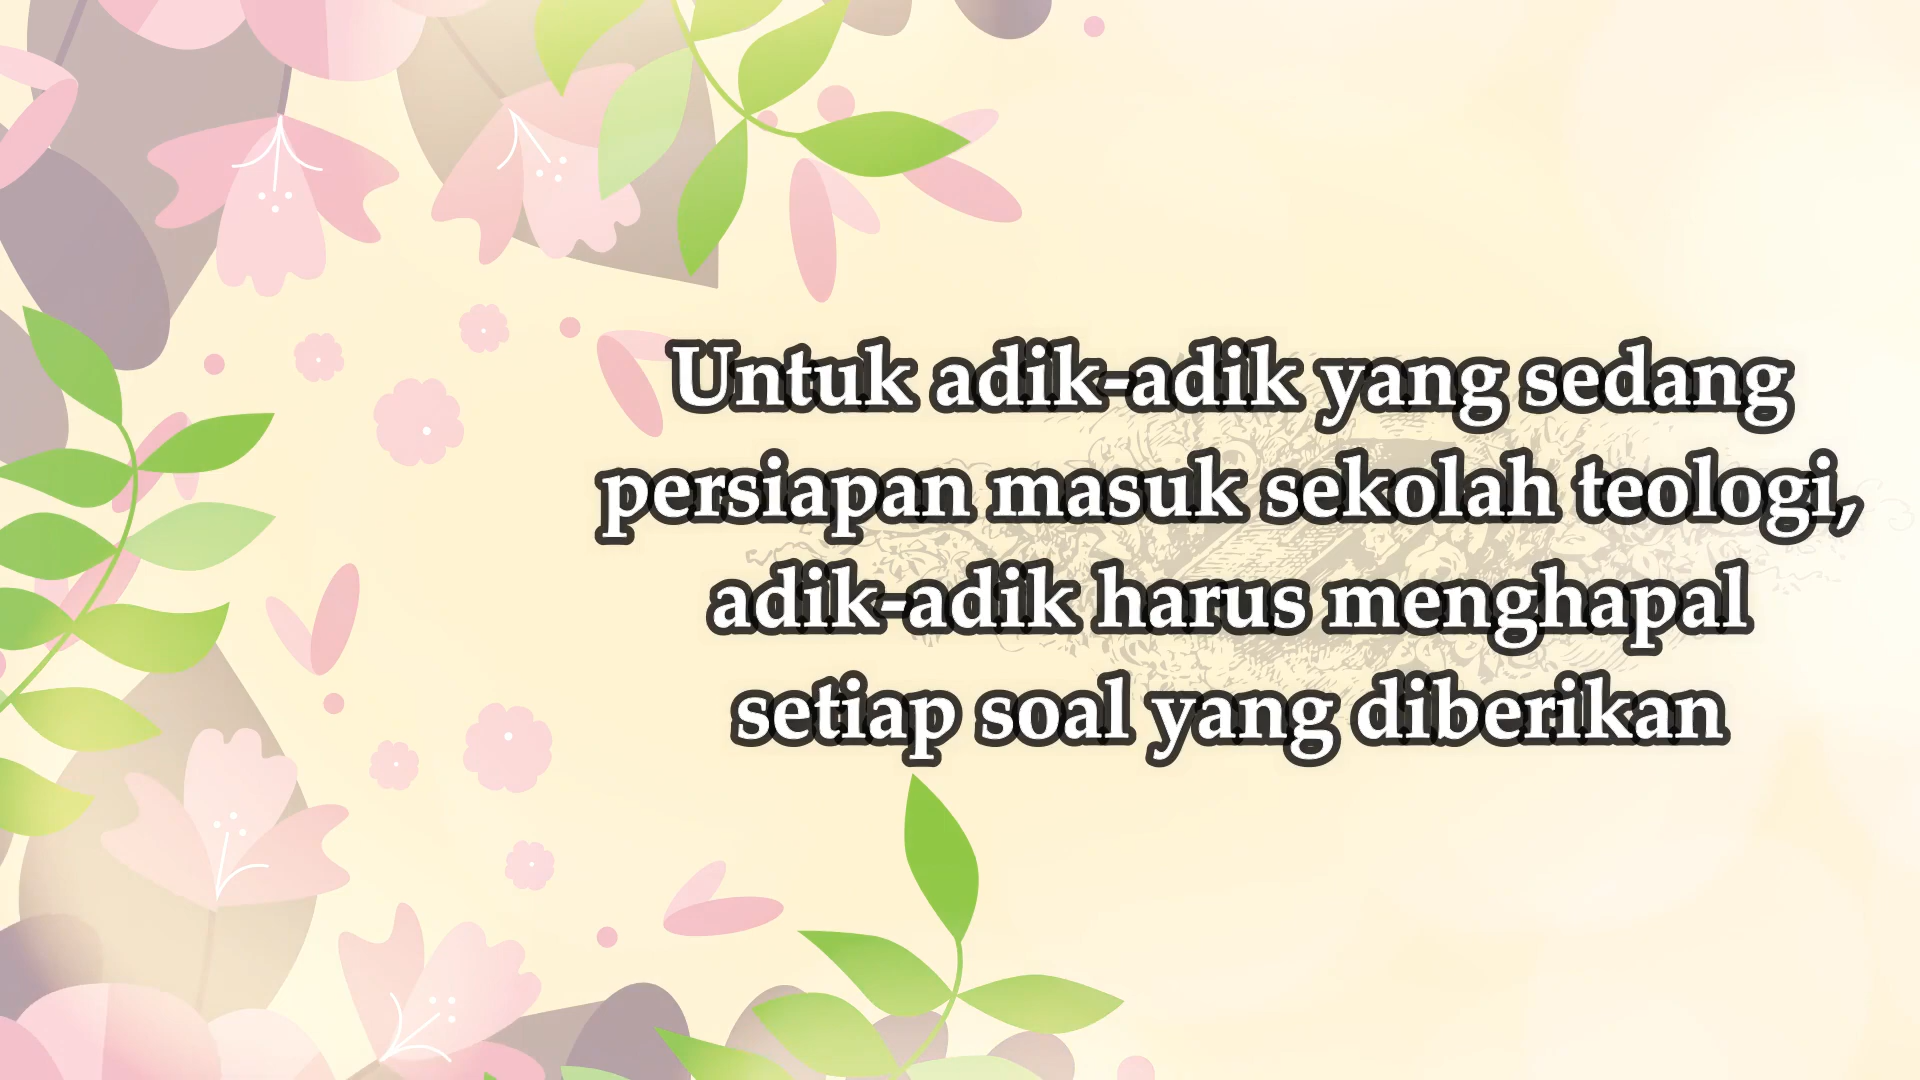 Untuk adik-adik yang sedang
persiapan masuk sekolah teologi,
adik-adik harus menghapal
setiap soal yang diberikan